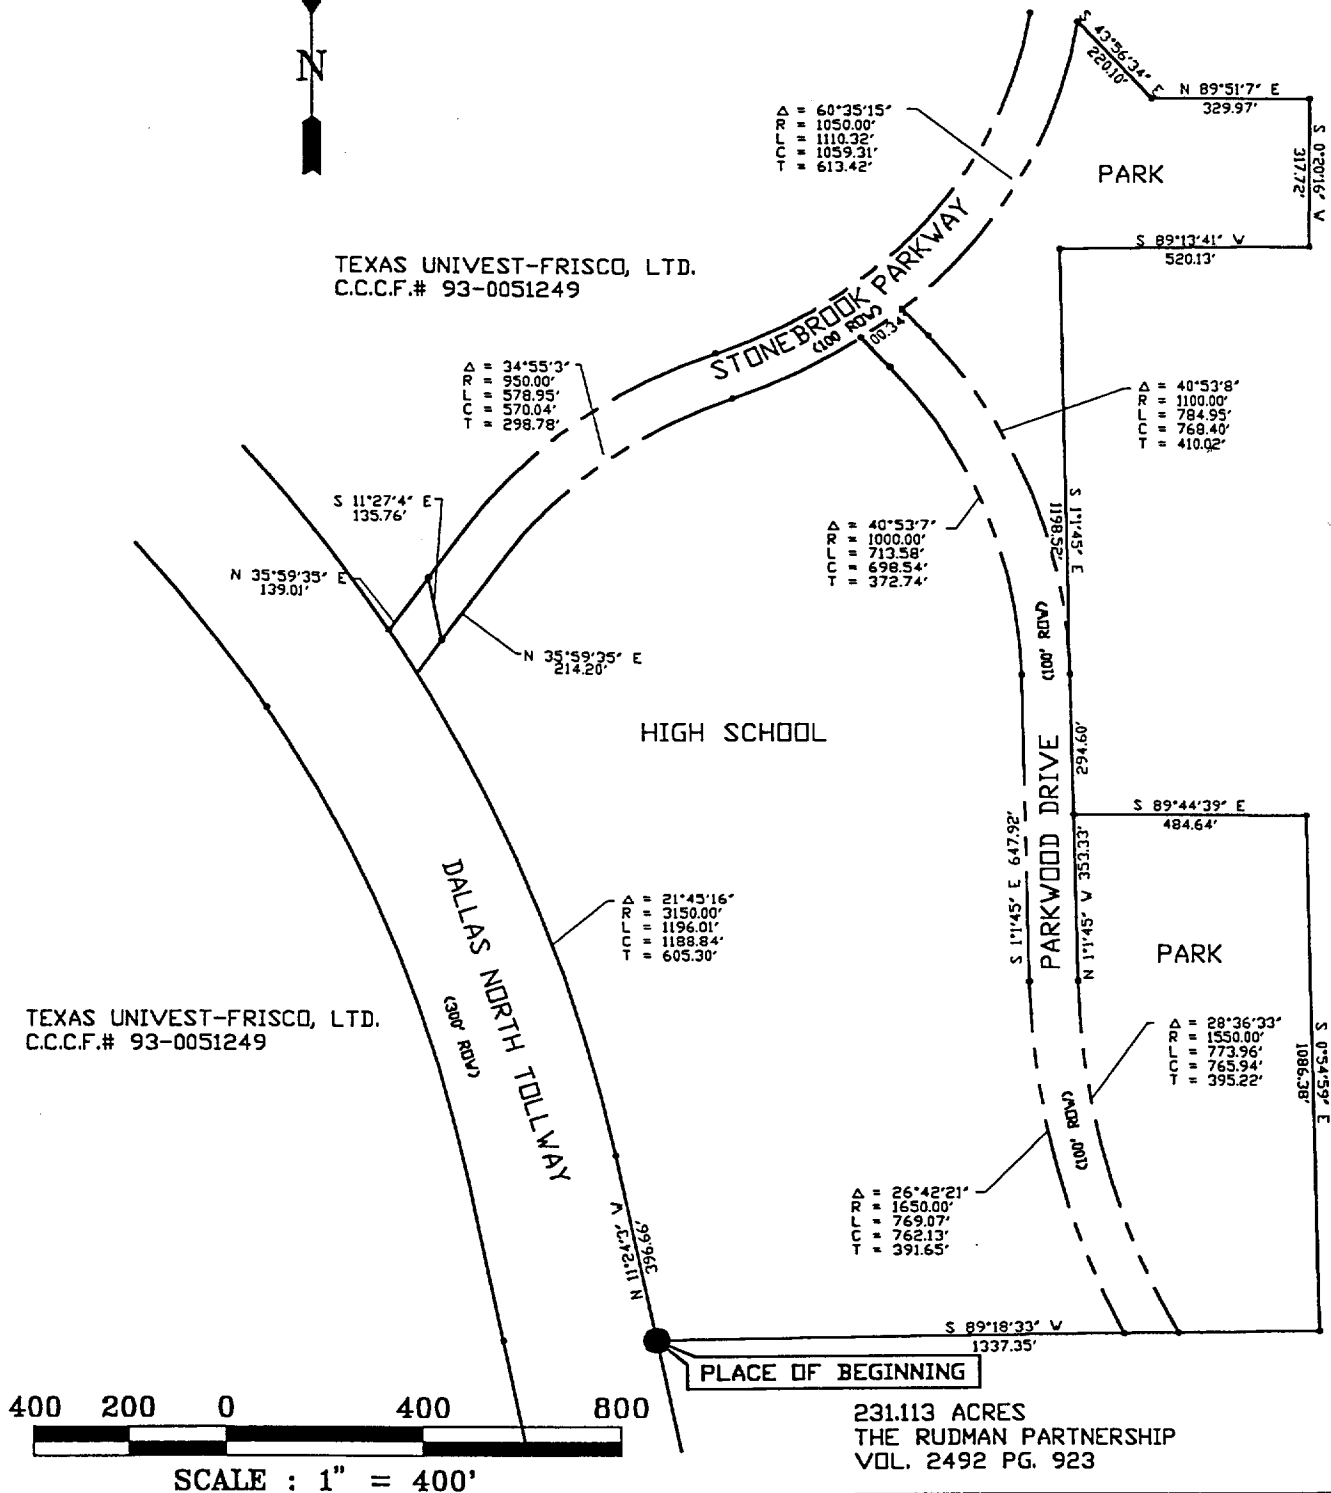 N
S 43°56'34" E
220.10'
N 89°51'7" E
329.97'
S 0°20'16" W
317.72'
Δ = 60°35'15"
R = 1050.00'
L = 1110.32'
C = 1059.31'
T = 613.42'
PARK
S 89°13'41" W
520.13'
TEXAS UNIVEST-FRISCO, LTD.
C.C.C.F.# 93-0051249
STONEBROOK PARKWAY
(100 ROW)
00.34'
Δ = 34°55'3"
R = 950.00'
L = 578.95'
C = 570.04'
T = 298.78'
Δ = 40°53'8"
R = 1100.00'
L = 784.95'
C = 768.40'
T = 410.02'
S 11°27'4" E
135.76'
S 1°1'45" E
1198.52'
Δ = 40°53'7"
R = 1000.00'
L = 713.58'
C = 698.54'
T = 372.74'
N 35°59'35" E
139.01'
N 35°59'35" E
214.20'
(100' ROW)
HIGH SCHOOL
PARKWOOD DRIVE
294.60'
S 89°44'39" E
484.64'
S 1°1'45" E 647.92'
N 1°1'45" W 353.33'
DALLAS NORTH TOLLWAY
(300' ROW)
Δ = 21°45'16"
R = 3150.00'
L = 1196.01'
C = 1188.84'
T = 605.30'
PARK
TEXAS UNIVEST-FRISCO, LTD.
C.C.C.F.# 93-0051249
Δ = 28°36'33"
R = 1550.00'
L = 773.96'
C = 765.94'
T = 395.22'
S 0°54'59" E
1086.38'
(100' ROW)
Δ = 26°42'21"
R = 1650.00'
L = 769.07'
C = 762.13'
T = 391.65'
N 11°24'3" W
396.66'
S 89°18'33" W
1337.35'
PLACE OF BEGINNING
400 200 0 400 800
SCALE : 1" = 400'
231.113 ACRES
THE RUDMAN PARTNERSHIP
VOL. 2492 PG. 923